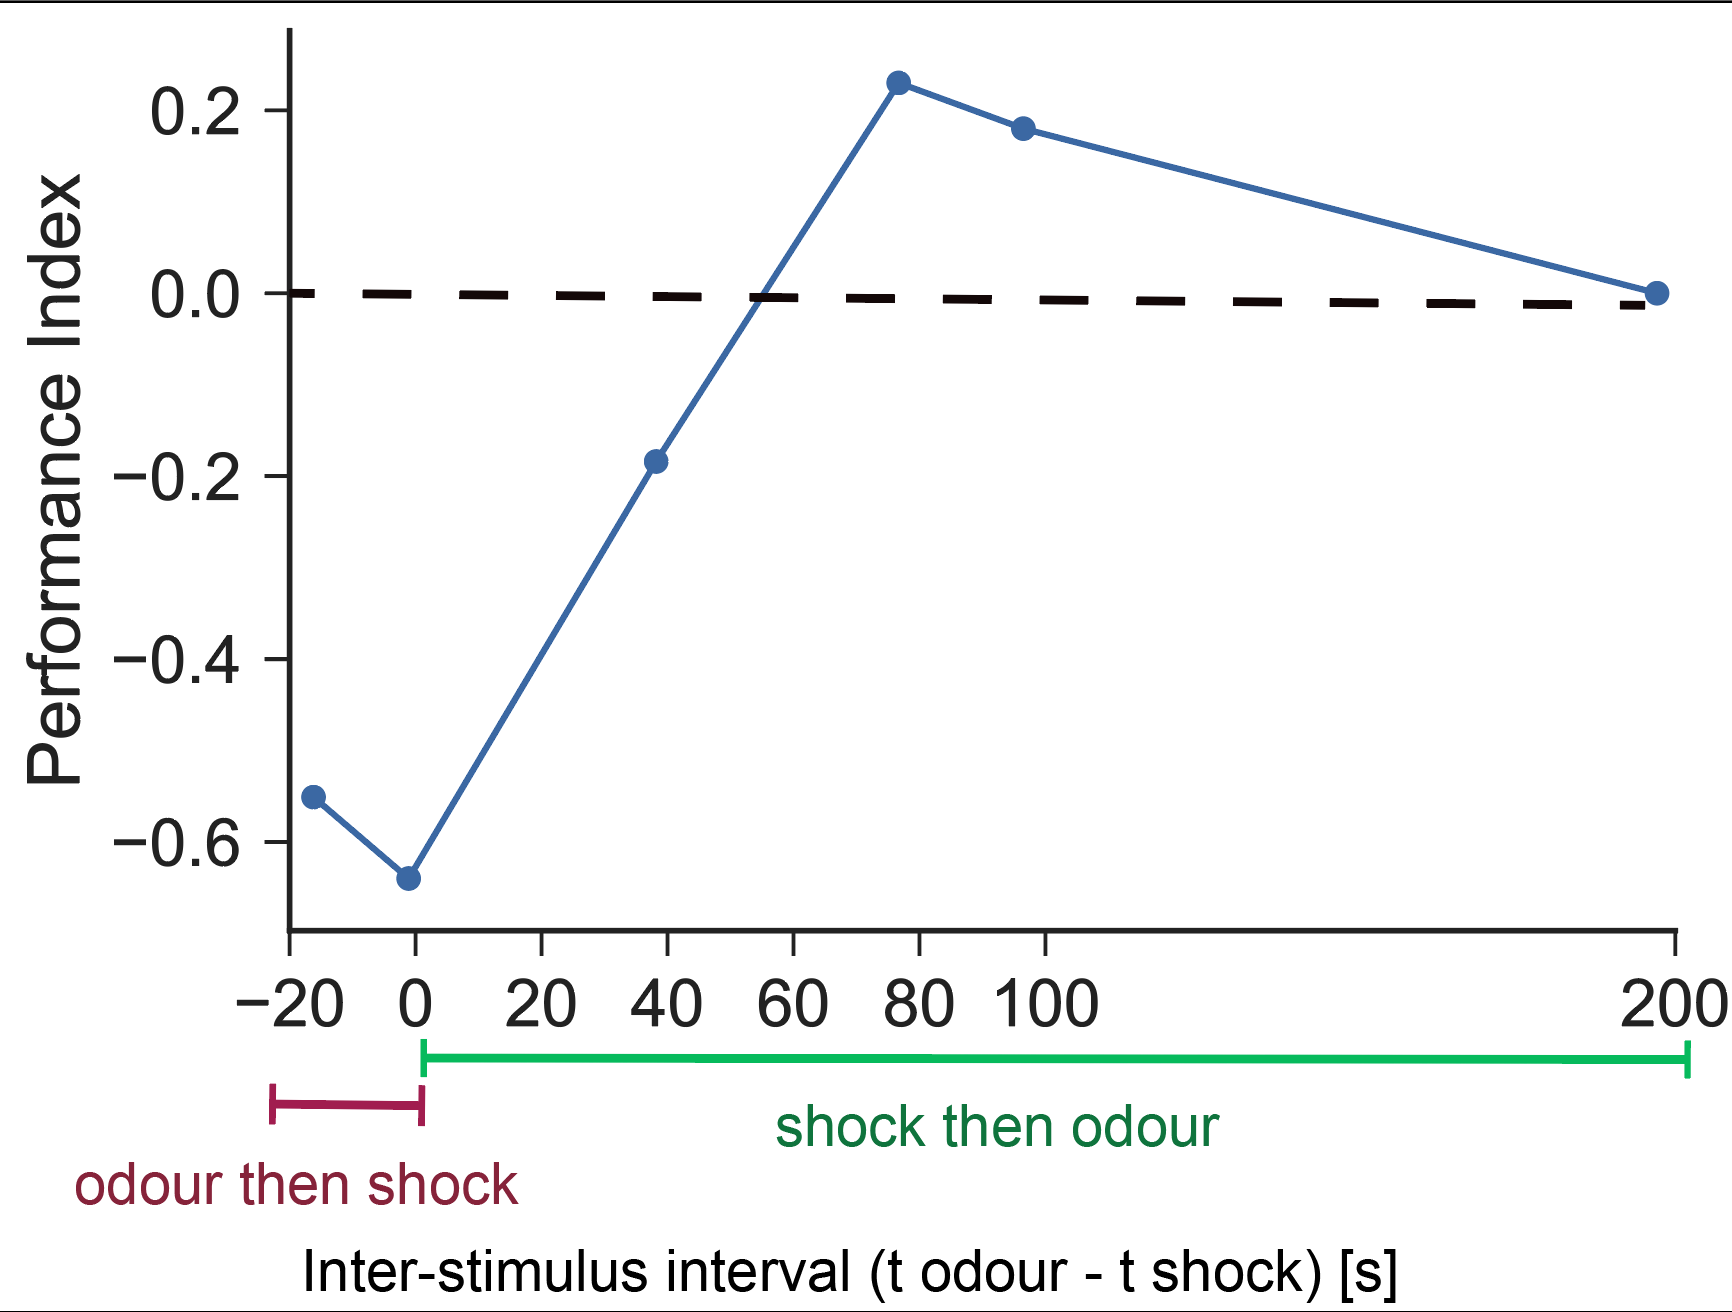 Performance Index
0.2
0.0
−0.2
−0.4
−0.6
−20 0 20 40 60 80 100 200
shock then odour
odour then shock
Inter-stimulus interval (t odour - t shock) [s]